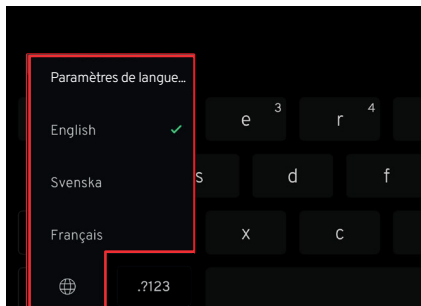 Paramètres de langue...
English
Svenska
Français
e 3 r 4
s d f
x c
.?123